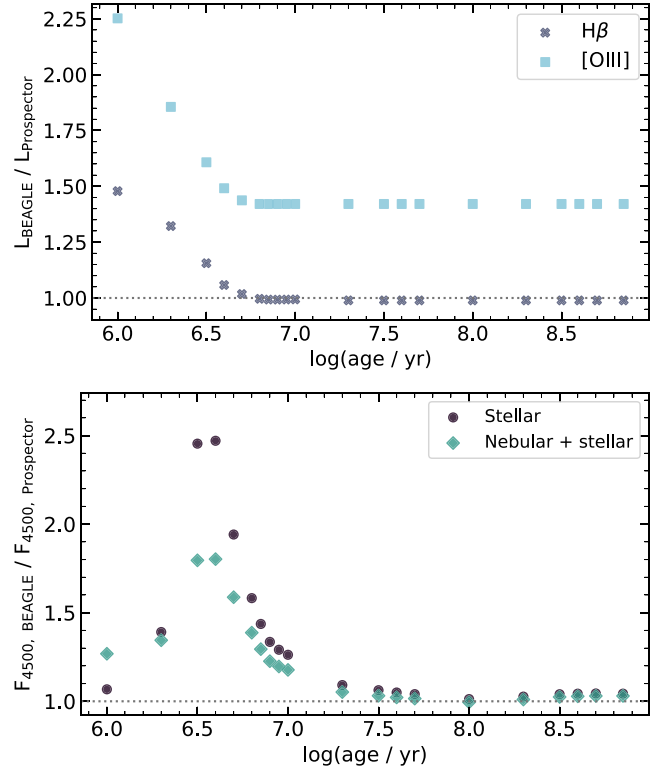 2.25
2.00
1.75
1.50
1.25
1.00
L_BEAGLE / L_Prospector
Hβ
[OIII]
6.0 6.5 7.0 7.5 8.0 8.5
log(age / yr)
2.5
2.0
1.5
1.0
F_4500, BEAGLE / F_4500, Prospector
Stellar
Nebular + stellar
6.0 6.5 7.0 7.5 8.0 8.5
log(age / yr)